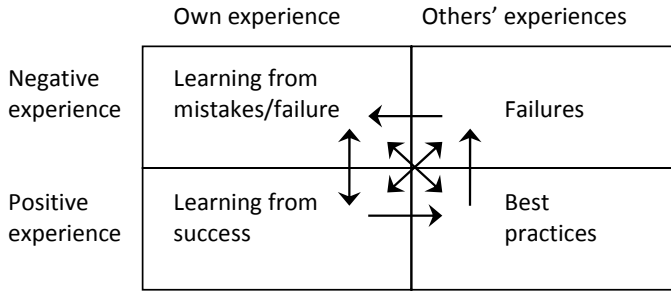 Own experience Others’ experiences
Negative experience
Learning from mistakes/failure
Failures
Positive experience
Learning from success
Best practices